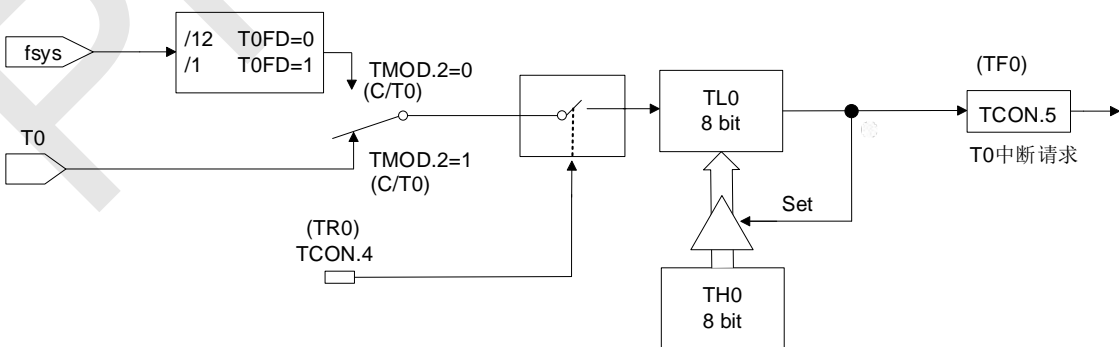 fsys
/12 T0FD=0
/1 T0FD=1
TMOD.2=0
(C/T0)
T0
TMOD.2=1
(C/T0)
(TR0)
TCON.4
TL0
8 bit
Set
TH0
8 bit
(TF0)
TCON.5
T0中断请求